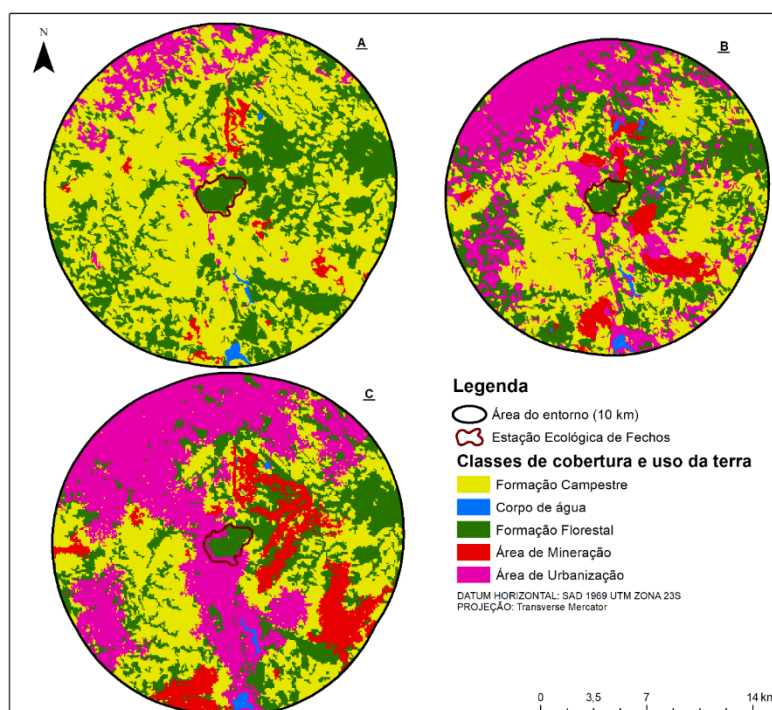 N
A
B
C
Legenda
Área do entorno (10 km)
Estação Ecológica de Fechos
Classes de cobertura e uso da terra
Formação Campestre
Corpo de água
Formação Florestal
Área de Mineração
Área de Urbanização
DATUM HORIZONTAL: SAD 1969 UTM ZONA 23S
PROJEÇÃO: Transverse Mercator
0 3,5 7 14 km